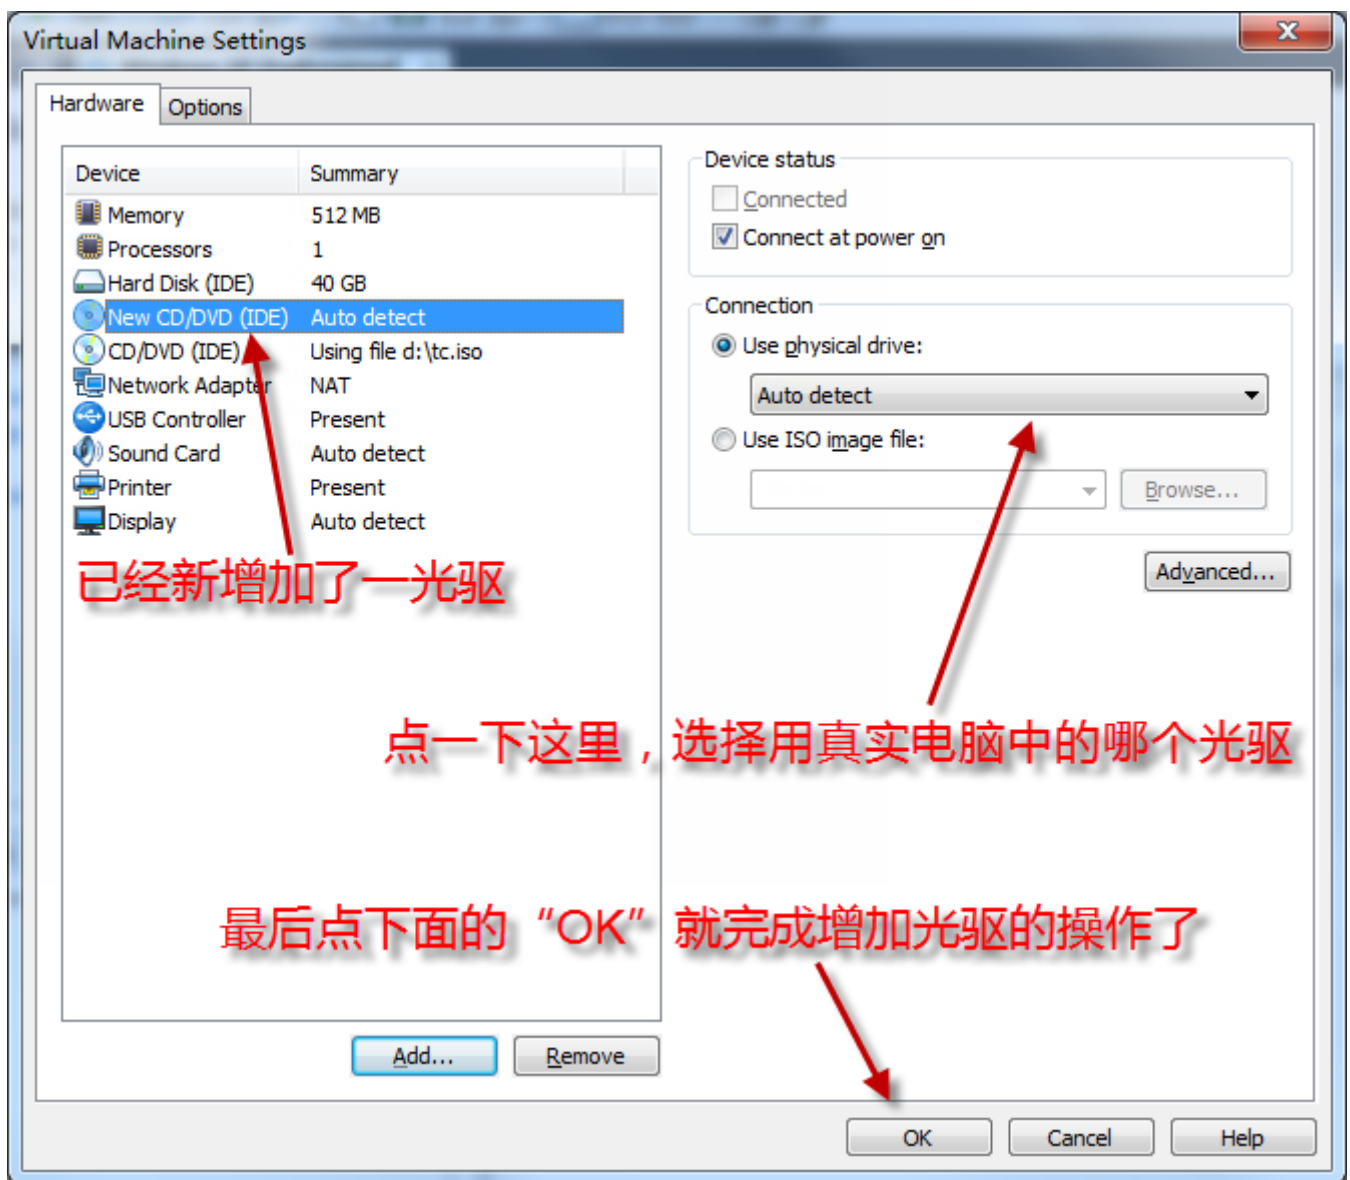 Virtual Machine Settings
Hardware Options
Device Summary
Memory 512 MB
Processors 1
Hard Disk (IDE) 40 GB
New CD/DVD (IDE) Auto detect
CD/DVD (IDE) Using file d:\tc.iso
Network Adapter NAT
USB Controller Present
Sound Card Auto detect
Printer Present
Display Auto detect
已经新增加了一光驱
Device status
Connected
Connect at power on
Connection
Use physical drive:
Auto detect
Use ISO image file:
Browse...
Advanced...
点一下这里，选择用真实电脑中的哪个光驱
最后点下面的“OK”就完成增加光驱的操作了
Add... Remove
OK Cancel Help